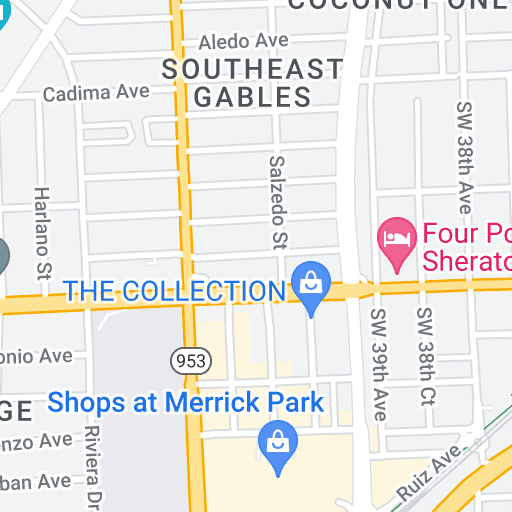 COCONUT ONE
Aledo Ave
SOUTHEAST
GABLES
Cadima Ave
SW 38th Ave
Salzedo St
Harlano St
Four Po
Sherato
THE COLLECTION
SW 39th Ave
SW 38th Ct
onio Ave
953
Shops at Merrick Park
GE
Riviera Dr
enzo Ave
ban Ave
Ruiz Ave